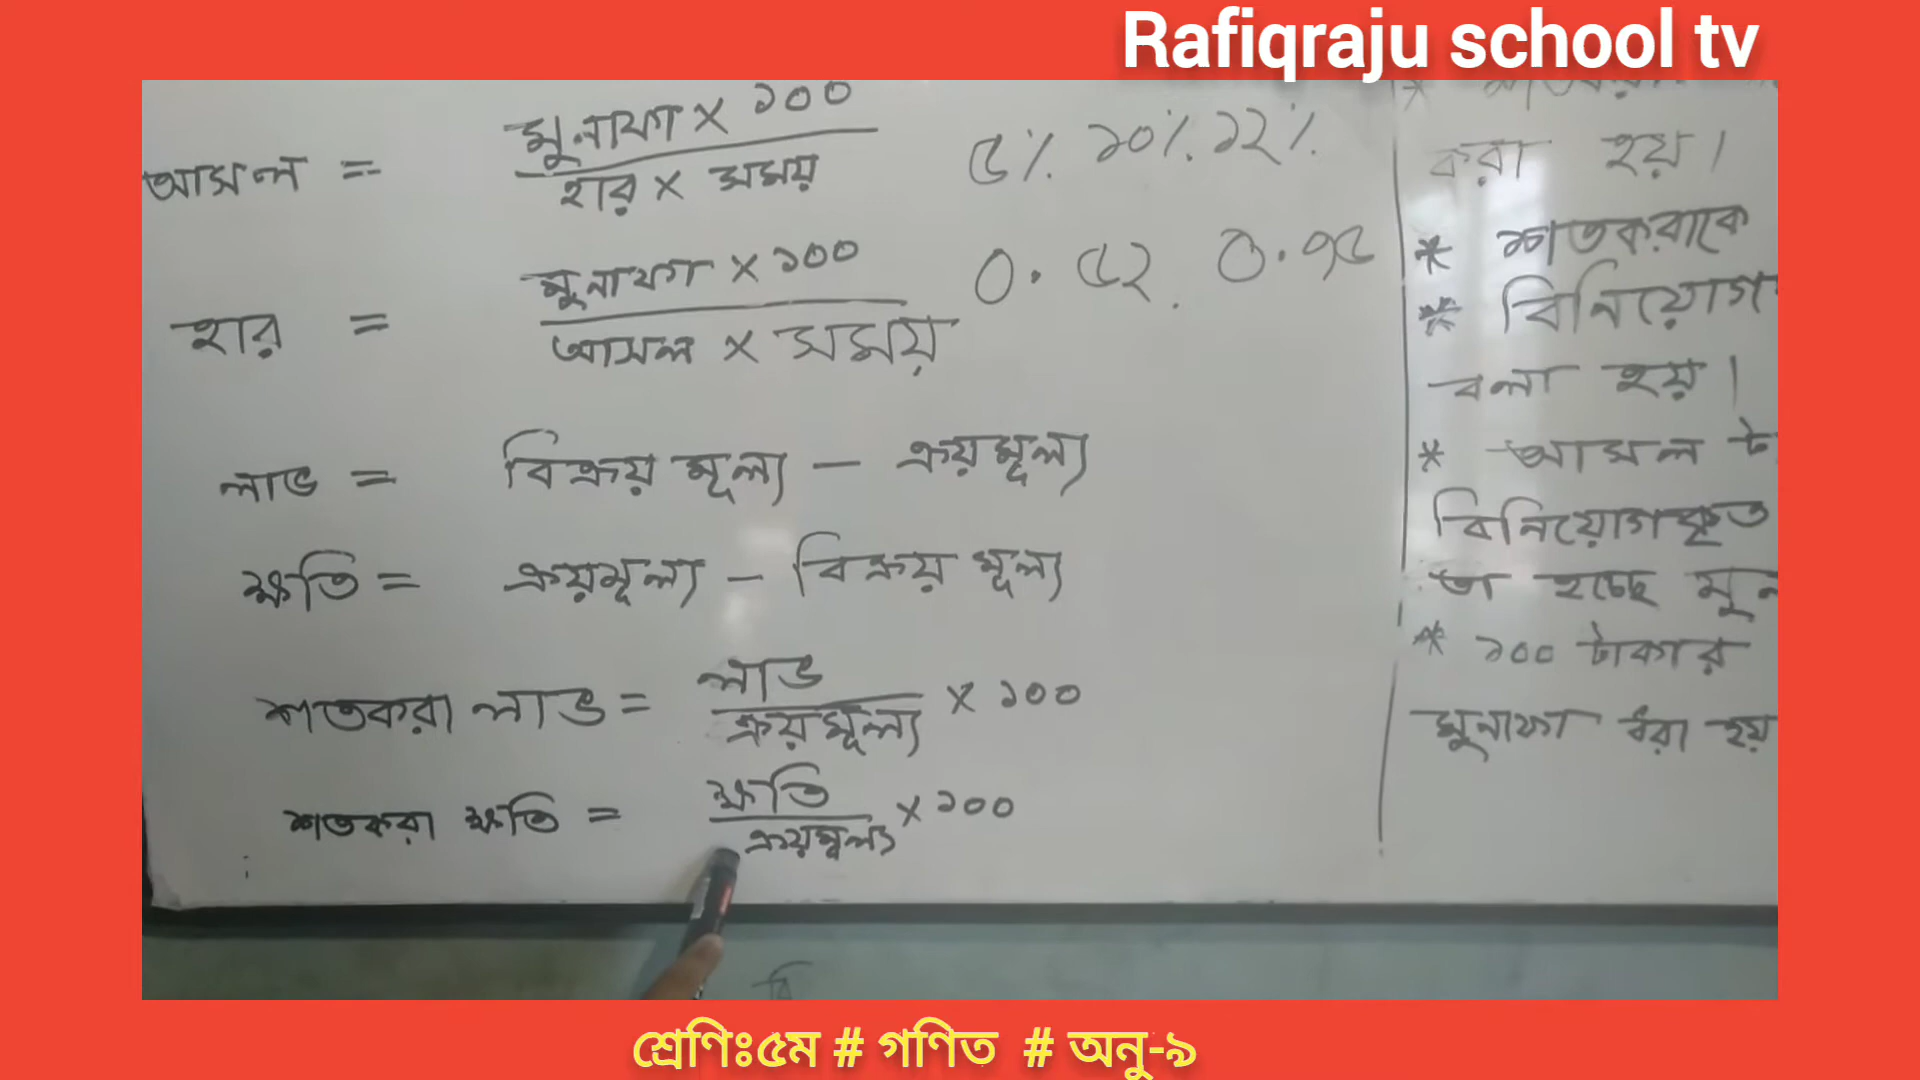 Rafiqraju school tv
আসল = মুনাফা × ১০০
হার × সময়
৫% ১০% ১২%
হার = মুনাফা × ১০০
আসল × সময়
০.৫২ ০.৭৫
লাভ = বিক্রয় মূল্য – ক্রয়মূল্য
ক্ষতি = ক্রয়মূল্য – বিক্রয় মূল্য
শতকরা লাভ = লাভ × ১০০
ক্রয়মূল্য
শতকরা ক্ষতি = ক্ষতি × ১০০
ক্রয়মূল্য
করা হয়।
* শতকরাকে
* বিনিয়োগ
বলা হয়।
* আসল
বিনিয়োগকৃত
তা হচ্ছে
* ১০০ টাকার
মুনাফা ধরা হয়
শ্রেণিঃ৫ম # গণিত # অনু-৯